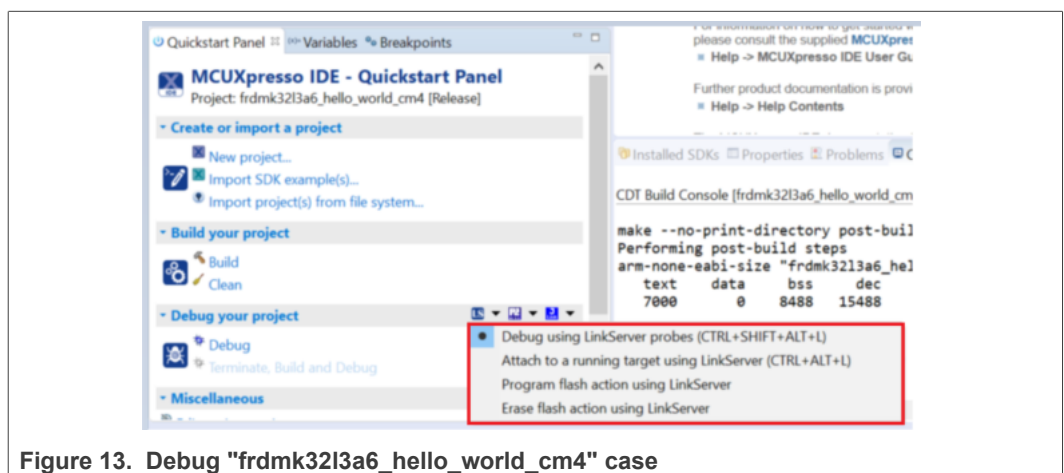 Quickstart Panel (x)= Variables Breakpoints
MCUXpresso IDE - Quickstart Panel
IDE
Project: frdmk32l3a6_hello_world_cm4 [Release]
Create or import a project
New project...
Import SDK example(s)...
Import project(s) from file system...
Build your project
Build
Clean
Debug your project
Debug
Terminate, Build and Debug
Miscellaneous
please consult the supplied MCUXpres
Help -> MCUXpresso IDE User Gu
Further product documentation is provi
Help -> Help Contents
Installed SDKs Properties Problems
CDT Build Console [frdmk32l3a6_hello_world_cm
make --no-print-directory post-buil
Performing post-build steps
arm-none-eabi-size "frdmk32l3a6_hel
text data bss dec
7000 0 8488 15488
Debug using LinkServer probes (CTRL+SHIFT+ALT+L)
Attach to a running target using LinkServer (CTRL+ALT+L)
Program flash action using LinkServer
Erase flash action using LinkServer
Figure 13. Debug "frdmk32l3a6_hello_world_cm4" case